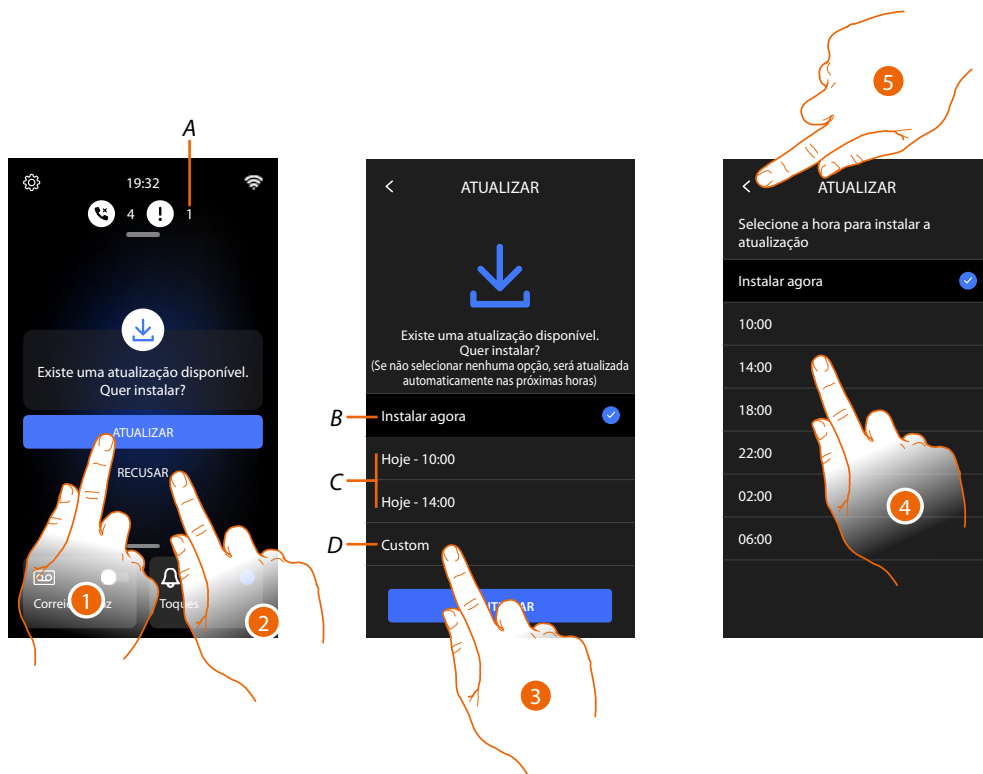 A
19:32
4
1
Existe uma atualização disponível.
Quer instalar?
ATUALIZAR
RECUSAR
Toques
1
2
ATUALIZAR
Existe uma atualização disponível.
Quer instalar?
(Se não selecionar nenhuma opção, será atualizada
automaticamente nas próximas horas)
B
Instalar agora
C
Hoje - 10:00
Hoje - 14:00
D
Custom
3
5
ATUALIZAR
Selecione a hora para instalar a
atualização
Instalar agora
10:00
14:00
18:00
22:00
02:00
06:00
4